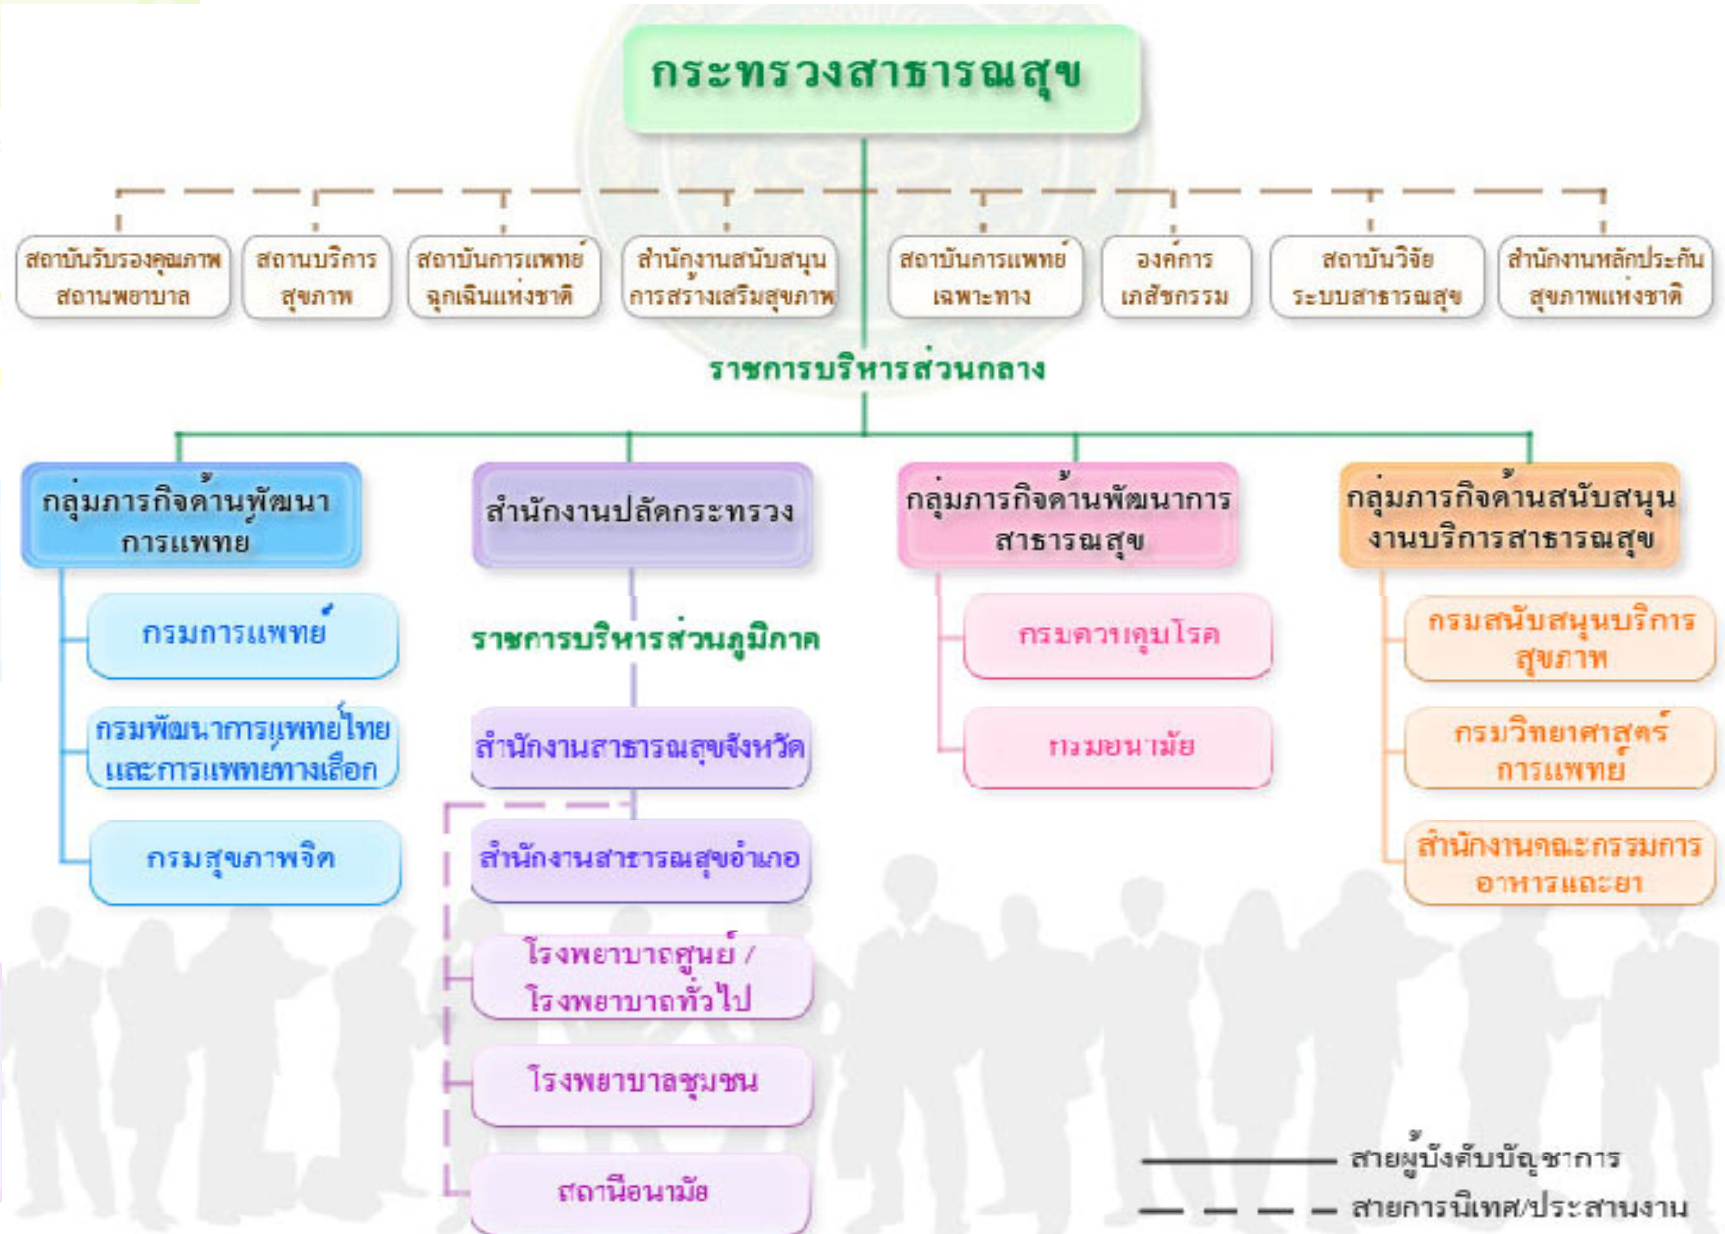 กระทรวงสาธารณสุข
สถาบันรับรองคุณภาพ
สถานพยาบาล
สถานบริการ
สุขภาพ
สถาบันการแพทย์
ฉุกเฉินแห่งชาติ
สำนักงานสนับสนุน
การสร้างเสริมสุขภาพ
สถาบันการแพทย์
เฉพาะทาง
องค์การ
เภสัชกรรม
สถาบันวิจัย
ระบบสาธารณสุข
สำนักงานหลักประกัน
สุขภาพแห่งชาติ
ราชการบริหารส่วนกลาง
กลุ่มภารกิจด้านพัฒนา
การแพทย์
กรมการแพทย์
กรมพัฒนาการแพทย์ไทย
และการแพทย์ทางเลือก
กรมสุขภาพจิต
สำนักงานปลัดกระทรวง
ราชการบริหารส่วนภูมิภาค
สำนักงานสาธารณสุขจังหวัด
สำนักงานสาธารณสุขอำเภอ
โรงพยาบาลศูนย์ /
โรงพยาบาลทั่วไป
โรงพยาบาลชุมชน
สถานีอนามัย
กลุ่มภารกิจด้านพัฒนาการ
สาธารณสุข
กรมควบคุมโรค
กรมอนามัย
กลุ่มภารกิจด้านสนับสนุน
งานบริการสาธารณสุข
กรมสนับสนุนบริการ
สุขภาพ
กรมวิทยาศาสตร์
การแพทย์
สำนักงานคณะกรรมการ
อาหารและยา
สายผู้บังคับบัญชาการ
สายการนิเทศ/ประสานงาน